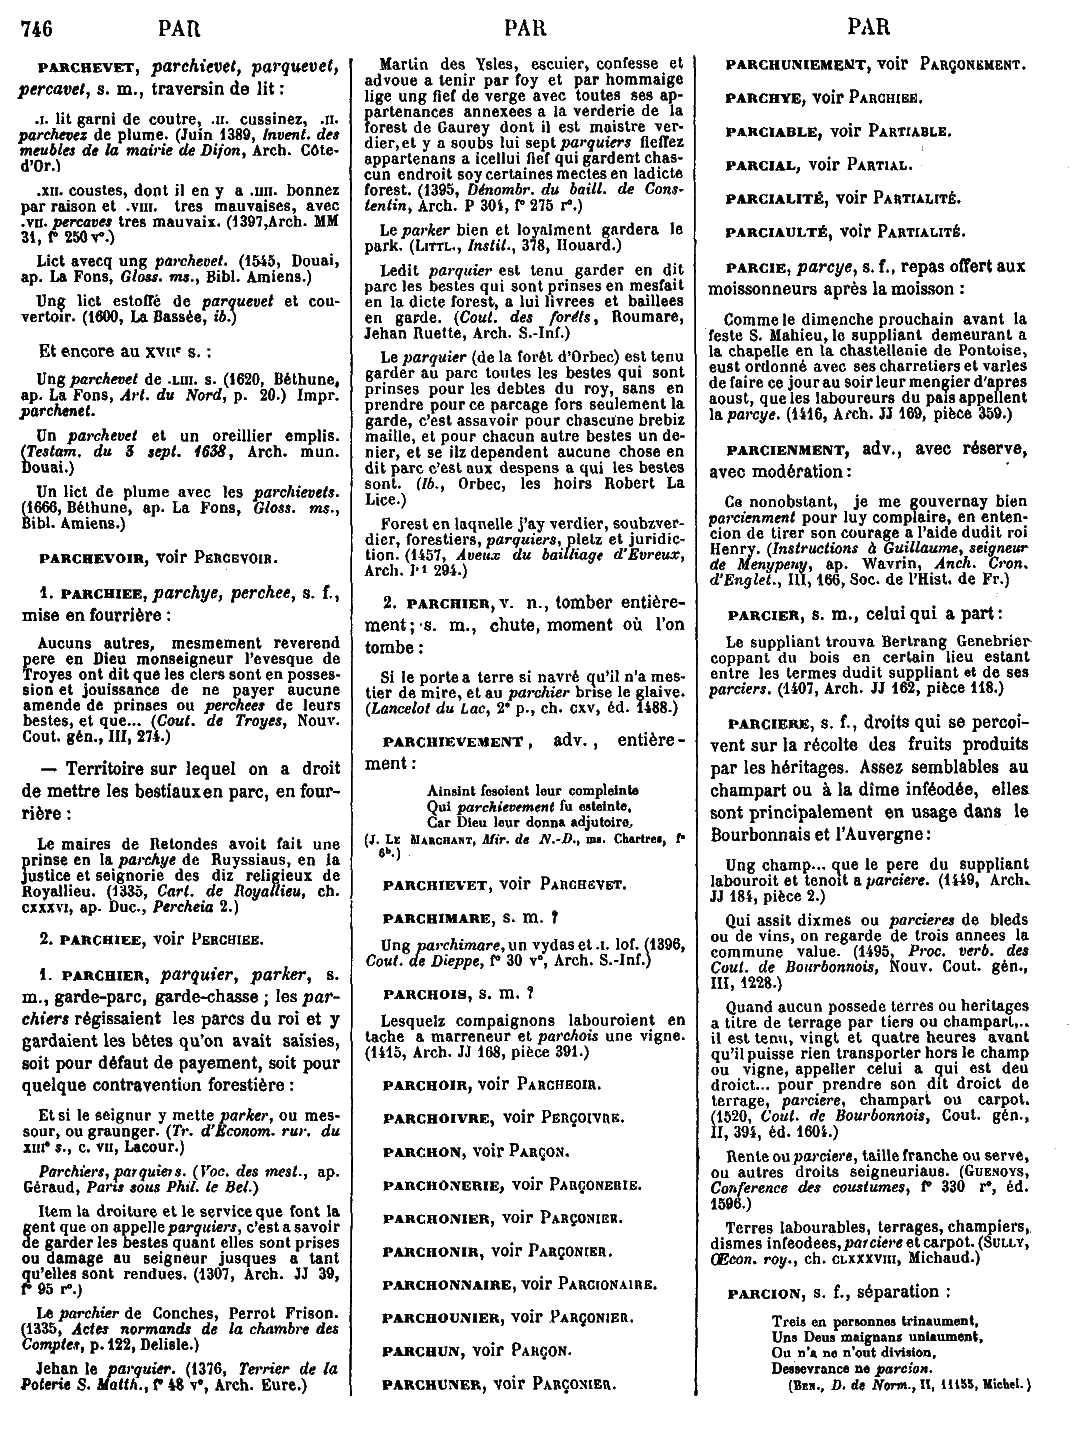 746 PAR PAR PAR
PARCHEVET, parchievet, parquevet,
percavet, s. m., traversin de lit :
.I. lit garni de coutre, .II. cussinez, .II.
parchevez de plume. (Juin 1389, Invent. des
meubles de la mairie de Dijon, Arch. Côte-
d'Or.)
.XII. coustes, dont il en y a .IIII. bonnez
par raison et .VIII. tres mauvaises, avec
.VII. percaves tres mauvaix. (1397, Arch. MM
31, f° 250 v°.)
Lict avecq ung parchevet. (1545, Douai,
ap. La Fons, Gloss. ms., Bibl. Amiens.)
Ung lict estoffé de parquevet et cou-
vertoir. (1600, La Bassée, ib.)
Et encore au XVIIe s. :
Ung parchevet de .LIII. s. (1620, Béthune,
ap. La Fons, Art. du Nord, p. 20.) Impr.
parchenet.
Un parchevet et un oreillier emplis.
(Testam. du 3 sept. 1638, Arch. mun.
Douai.)
Un lict de plume avec les parchievets.
(1666, Béthune, ap. La Fons, Gloss. ms.,
Bibl. Amiens.)
PARCHEVOIR, voir PERCEVOIR.
1. PARCHIEE, parchye, perchee, s. f.,
mise en fourrière :
Aucuns autres, mesmement reverend
pere en Dieu monseigneur l'evesque de
Troyes ont dit que les clers sont en posses-
sion et jouissance de ne payer aucune
amende de prinses ou perchees de leurs
bestes, et que... (Cout. de Troyes, Nouv.
Cout. gén., III, 274.)
— Territoire sur lequel on a droit
de mettre les bestiaux en parc, en four-
rière :
Le maires de Retondes avoit fait une
prinse en la parchye de Ruyssiaus, en la
justice et seignorie des diz religieux de
Royallieu. (1335, Cart. de Royallieu, ch.
CXXXVI, ap. Duc., Percheia 2.)
2. PARCHIEE, voir PERCHIEE.
1. PARCHIER, parquier, parker, s.
m., garde-parc, garde-chasse ; les par-
chiers régissaient les parcs du roi et y
gardaient les bêtes qu'on avait saisies,
soit pour défaut de payement, soit pour
quelque contravention forestière :
Et si le seignur y mette parker, ou mes-
sour, ou graunger. (Tr. d'Econom. rur. du
XIIIe s., c. VII, Lacour.)
Parchiers, parquiers. (Voc. des mest., ap.
Géraud, Paris sous Phil. le Bel.)
Item la droiture et le service que font la
gent que on appelle parquiers, c'est a savoir
de garder les bestes quant elles sont prises
ou damage au seigneur jusques a tant
qu'elles sont rendues. (1307, Arch. JJ 39,
f° 95 r°.)
Le parchier de Conches, Perrot Frison.
(1335, Actes normands de la chambre des
Comptes, p. 122, Delisle.)
Jehan le parquier. (1376, Terrier de la
Poterie S. Matth., f° 48 v°, Arch. Eure.)
Martin des Ysles, escuier, confesse et
advoue a tenir par foy et par hommaige
lige ung fief de verge avec toutes ses ap-
partenances annexees a la verderie de la
forest de Gaurey dont il est maistre ver-
dier, et y a soubs lui sept parquiers fieffez
appartenans a icellui fief qui gardent chas-
cun endroit soy certaines mectes en ladicte
forest. (1395, Dénombr. du baill. de Cons-
tentin, Arch. P 304, f° 275 r°.)
Le parker bien et loyalment gardera le
park. (LITTL., Instit., 378, Houard.)
Ledit parquier est tenu garder en dit
parc les bestes qui sont prinses en mesfait
en la dicte forest, a lui livrees et baillees
en garde. (Cout. des forêts, Roumare,
Jehan Ruette, Arch. S.-Inf.)
Le parquier (de la forêt d'Orbec) est tenu
garder au parc toutes les bestes qui sont
prinses pour les debtes du roy, sans en
prendre pour ce parcage fors seulement la
garde, c'est assavoir pour chascune brebiz
maille, et pour chacun autre bestes un de-
nier, et se ilz dependent aucune chose en
dit parc c'est aux despens a qui les bestes
sont. (Ib., Orbec, les hoirs Robert La
Lice.)
Forest en laqnelle j'ay verdier, soubzver-
dier, forestiers, parquiers, pletz et juridic-
tion. (1457, Aveux du bailliage d'Evreux,
Arch. P 294.)
2. PARCHIER, v. n., tomber entière-
ment ; s. m., chute, moment où l'on
tombe :
Si le porte a terre si navré qu'il n'a mes-
tier de mire, et au parchier brise le glaive.
(Lancelot du Lac, 2e p., ch. CXV, éd. 1488.)
PARCHIEVEMENT, adv., entière-
ment :
Ainsint fesoient leur compleinte
Qui parchievement fu esteinte,
Car Dieu leur donna adjutoire.
(J. LE MARCHANT, Mir. de N.-D., ms. Chartres, f°
6b.)
PARCHIEVET, voir PARCHEVET.
PARCHIMARE, s. m. ?
Ung parchimare, un vydas et .I. lof. (1396,
Cout. de Dieppe, f° 30 v°, Arch. S.-Inf.)
PARCHOIS, s. m. ?
Lesquelz compaignons labouroient en
tache a marreneur et parchois une vigne.
(1415, Arch. JJ 168, pièce 391.)
PARCHOIR, voir PARCHEOIR.
PARCHOIVRE, voir PERÇOIVRE.
PARCHON, voir PARÇON.
PARCHONERIE, voir PARÇONERIE.
PARCHONIER, voir PARÇONIER.
PARCHONIR, voir PARÇONIER.
PARCHONNAIRE, voir PARCIONAIRE.
PARCHOUNIER, voir PARÇONIER.
PARCHUN, voir PARÇON.
PARCHUNER, voir PARÇONIER.
PARCHUNIEMENT, voir PARÇONEMENT.
PARCHYE, voir PARCHIEE.
PARCIABLE, voir PARTIABLE.
PARCIAL, voir PARTIAL.
PARCIALITÉ, voir PARTIALITÉ.
PARCIAULTÉ, voir PARTIALITÉ.
PARCIE, parcye, s. f., repas offert aux
moissonneurs après la moisson :
Comme le dimenche prouchain avant la
feste S. Mahieu, le suppliant demeurant a
la chapelle en la chastellenie de Pontoise,
eust ordonné avec ses charretiers et varles
de faire ce jour au soir leur mengier d'apres
aoust, que les laboureurs du païs appellent
la parcye. (1416, Arch. JJ 169, pièce 359.)
PARCIENMENT, adv., avec réserve,
avec modération :
Ce nonobstant, je me gouvernay bien
parcienment pour luy complaire, en enten-
cion de tirer son courage a l'aide dudit roi
Henry. (Instructions à Guillaume, seigneur
de Menypeny, ap. Wavrin, Anch. Cron.
d'Englet., III, 166, Soc. de l'Hist. de Fr.)
PARCIER, s. m., celui qui a part :
Le suppliant trouva Bertrang Genebrier
coppant du bois en certain lieu estant
entre les termes dudit suppliant et de ses
parciers. (1407, Arch. JJ 162, pièce 118.)
PARCIERE, s. f., droits qui se perçoi-
vent sur la récolte des fruits produits
par les héritages. Assez semblables au
champart ou à la dîme inféodée, elles
sont principalement en usage dans le
Bourbonnais et l'Auvergne :
Ung champ... que le pere du suppliant
labouroit et tenoit a parciere. (1449, Arch.
JJ 184, pièce 2.)
Qui assit dixmes ou parcieres de bleds
ou de vins, on regarde de trois annees la
commune value. (1495, Proc. verb. des
Cout. de Bourbonnois, Nouv. Cout. gén.,
III, 1228.)
Quand aucun possede terres ou heritages
a titre de terrage par tiers ou champart,..
il est tenu, vingt et quatre heures avant
qu'il puisse rien transporter hors le champ
ou vigne, appeller celui a qui est deu
droict... pour prendre son dit droict de
terrage, parciere, champart ou carpot.
(1520, Cout. de Bourbonnois, Cout. gén.,
II, 394, éd. 1604.)
Rente ou parciere, taille franche ou serve,
ou autres droits seigneuriaus. (GUENOYS,
Conference des coustumes, f° 330 r°, éd.
1596.)
Terres labourables, terrages, champiers,
dismes infeodees, parciere et carpot. (SULLY,
Œcon. roy., ch. CLXXXVIII, Michaud.)
PARCION, s. f., séparation :
Treis en personnes trinaument,
Uns Deus maignanz uniaument,
Ou n'a ne n'out division,
Dessevrance ne parcion.
(BEN., D. de Norm., II, 11155, Michel.)